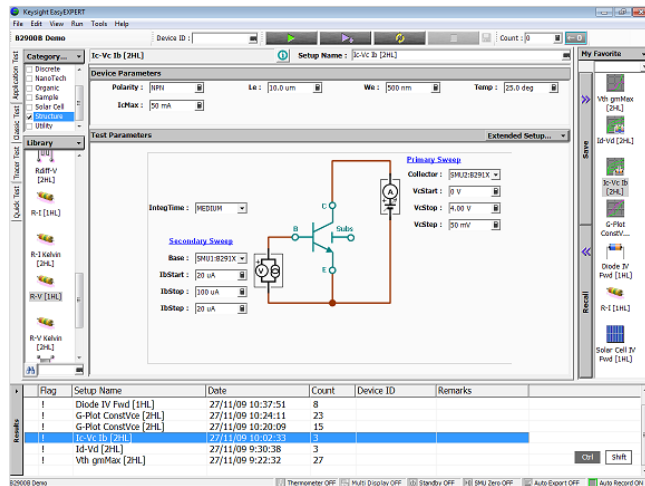 Keysight EasyEXPERT
File Edit View Run Tools Help
B2900B Demo Device ID : Count : 0
Application Test
Classic Test
Tracer Test
Quick Test
Category...
Discrete
NanoTech
Organic
Sample
Solar Cell
Structure
Utility
Library
Rdiff-V [2HL]
R-I [1HL]
R-I Kelvin [2HL]
R-V [1HL]
R-V Kelvin [2HL]
Ic-Vc Ib [2HL] Setup Name : Ic-Vc Ib [2HL]
Device Parameters
Polarity : NPN Le : 10.0 um We : 500 nm Temp : 25.0 deg
IcMax : 50 mA
Test Parameters Extended Setup...
Primary Sweep
Collector : SMU2:B291X
VcStart : 0 V
VcStop : 4.00 V
VcStep : 50 mV
IntegTime : MEDIUM
C
A
B
Subs
E
V
Secondary Sweep
Base : SMU1:B291X
IbStart : 20 uA
IbStop : 100 uA
IbStep : 20 uA
My Favorite
Save
Recall
Vth gmMax [2HL]
Id-Vd [2HL]
Ic-Vc Ib [2HL]
G-Plot ConstV...
Diode IV Fwd [1HL]
R-I [1HL]
Solar Cell IV Fwd [1HL]
Results
Flag Setup Name Date Count Device ID Remarks
! Diode IV Fwd [1HL] 27/11/09 10:37:51 8
! G-Plot ConstVce [2HL] 27/11/09 10:24:11 23
! G-Plot ConstVce [2HL] 27/11/09 10:20:09 15
! Ic-Vc Ib [2HL] 27/11/09 10:02:33 3
! Id-Vd [2HL] 27/11/09 9:30:38 3
! Vth gmMax [2HL] 27/11/09 9:22:32 27
Ctrl Shift
B2900B Demo Thermometer OFF Multi Display OFF Standby OFF SMU Zero OFF Auto Export OFF Auto Record ON